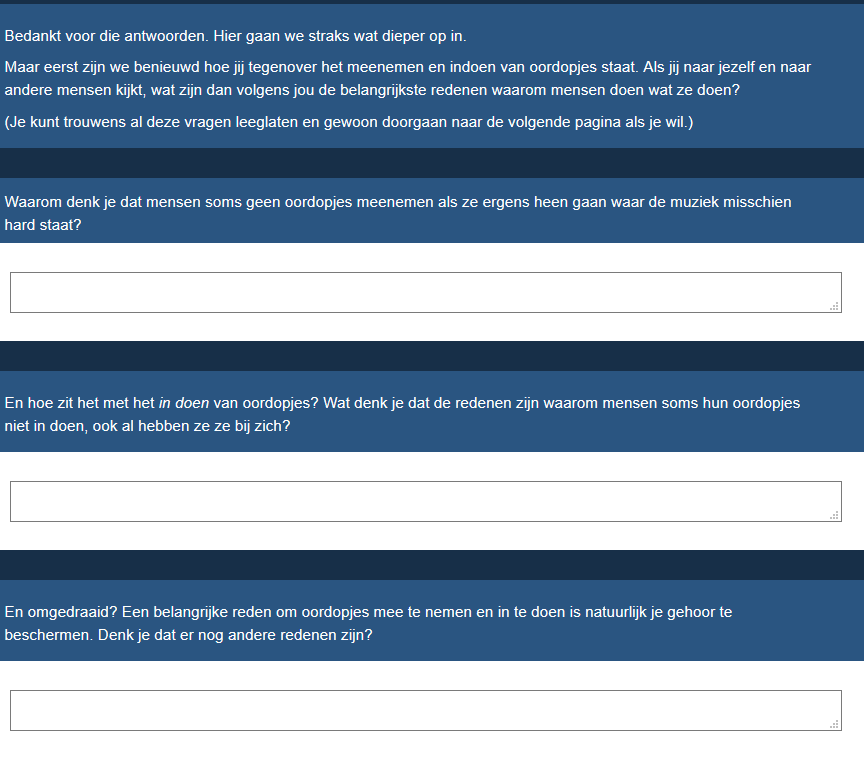 Bedankt voor die antwoorden. Hier gaan we straks wat dieper op in.
Maar eerst zijn we benieuwd hoe jij tegenover het meenemen en indoen van oordopjes staat. Als jij naar jezelf en naar
andere mensen kijkt, wat zijn dan volgens jou de belangrijkste redenen waarom mensen doen wat ze doen?
(Je kunt trouwens al deze vragen leeglaten en gewoon doorgaan naar de volgende pagina als je wil.)
Waarom denk je dat mensen soms geen oordopjes meenemen als ze ergens heen gaan waar de muziek misschien
hard staat?
En hoe zit het met het in doen van oordopjes? Wat denk je dat de redenen zijn waarom mensen soms hun oordopjes
niet in doen, ook al hebben ze ze bij zich?
En omgedraaid? Een belangrijke reden om oordopjes mee te nemen en in te doen is natuurlijk je gehoor te
beschermen. Denk je dat er nog andere redenen zijn?